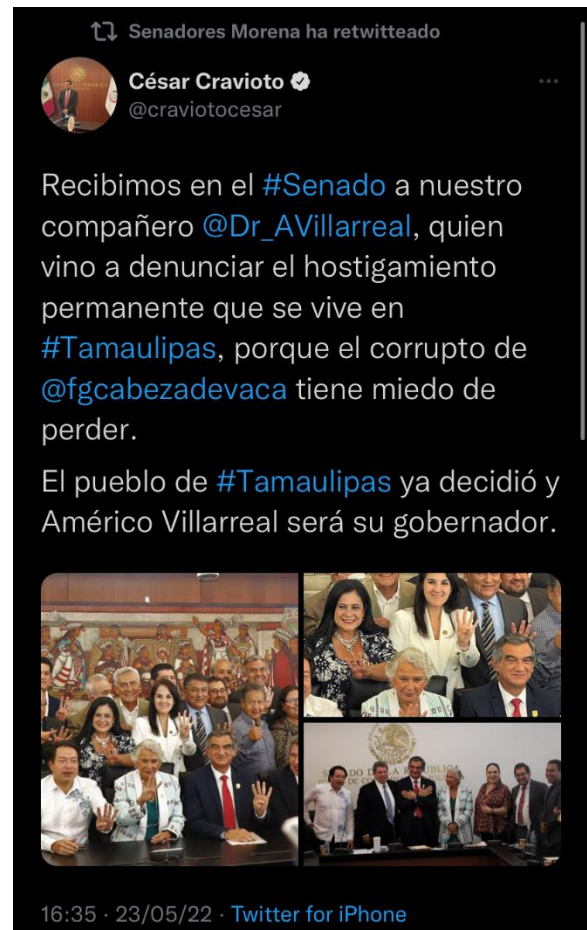 Senadores Morena ha retwitteado
César Cravioto
@craviotocesar
Recibimos en el #Senado a nuestro
compañero @Dr_AVillarreal, quien
vino a denunciar el hostigamiento
permanente que se vive en
#Tamaulipas, porque el corrupto de
@fgcabezadevaca tiene miedo de
perder.
El pueblo de #Tamaulipas ya decidió y
Américo Villarreal será su gobernador.
16:35 · 23/05/22 · Twitter for iPhone